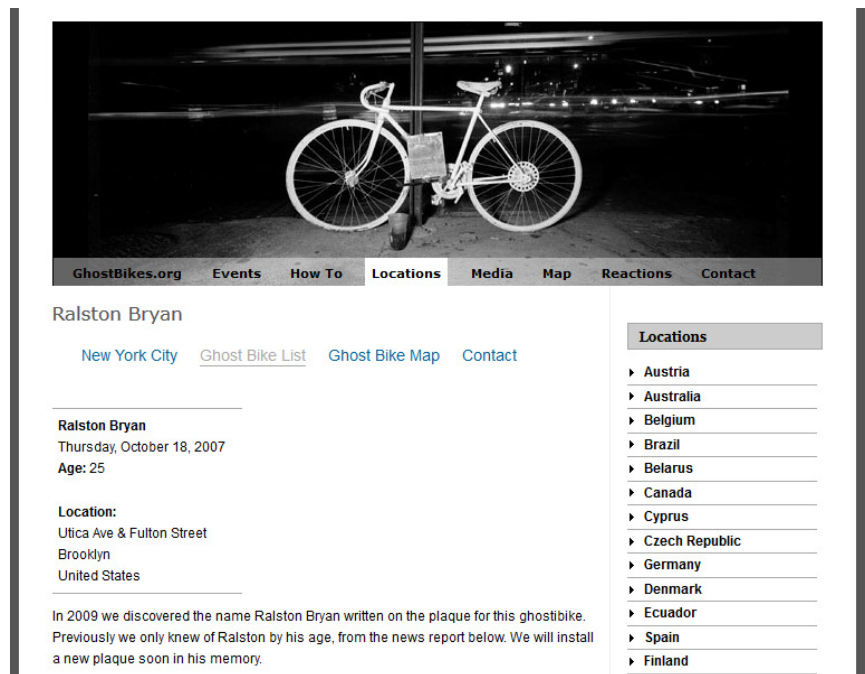 GhostBikes.org Events How To Locations Media Map Reactions Contact
Ralston Bryan
New York City Ghost Bike List Ghost Bike Map Contact
Ralston Bryan
Thursday, October 18, 2007
Age: 25
Location:
Utica Ave & Fulton Street
Brooklyn
United States
In 2009 we discovered the name Ralston Bryan written on the plaque for this ghostibike.
Previously we only knew of Ralston by his age, from the news report below. We will install
a new plaque soon in his memory.
Locations
Austria
Australia
Belgium
Brazil
Belarus
Canada
Cyprus
Czech Republic
Germany
Denmark
Ecuador
Spain
Finland